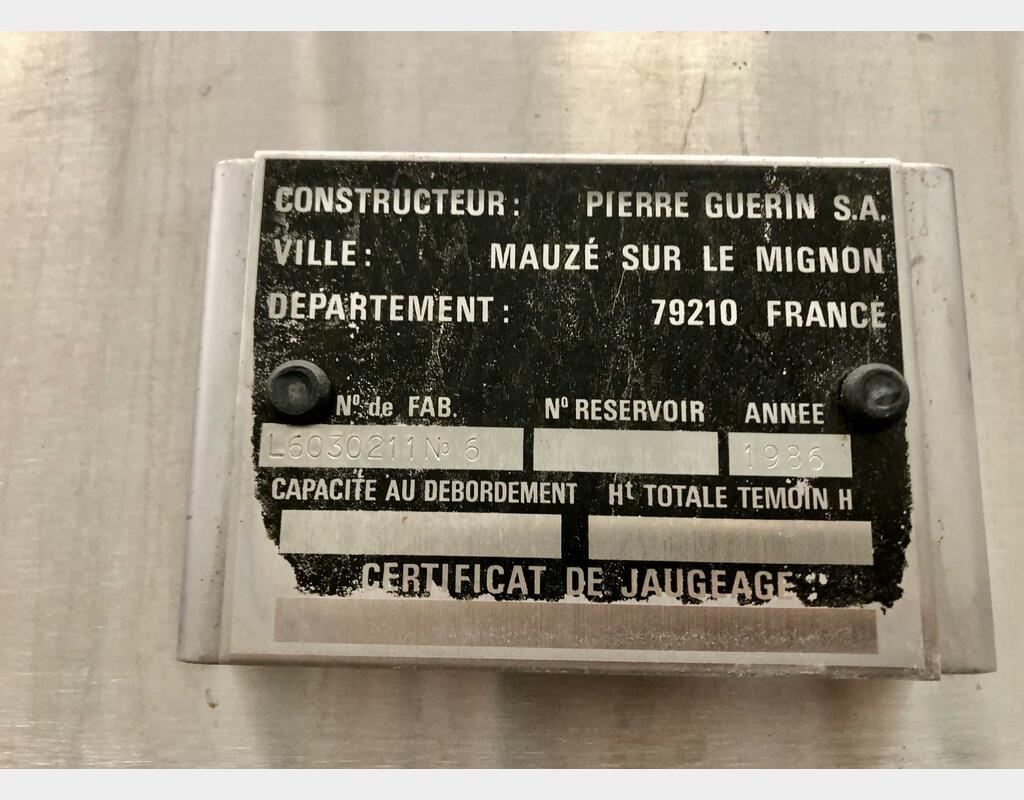 CONSTRUCTEUR: PIERRE GUERIN S.A.
VILLE: MAUZÉ SUR LE MIGNON
DEPARTEMENT: 79210 FRANCE
Nº de FAB. Nº RESERVOIR ANNEE
L6030211 Nº 6 1986
CAPACITE AU DEBORDEMENT Hᵗ TOTALE TEMOIN H
CERTIFICAT DE JAUGEAGE: